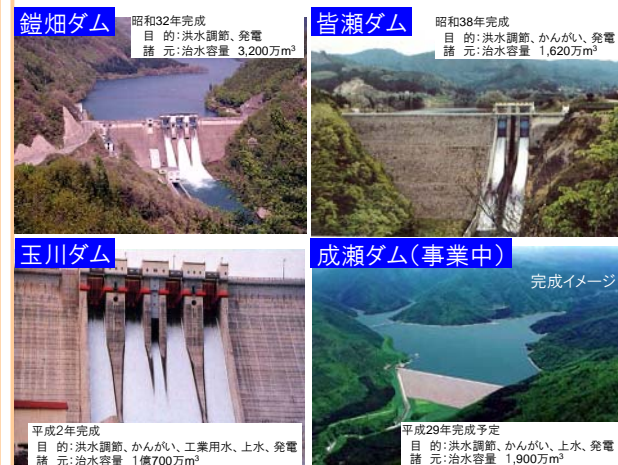 鎧畑ダム
昭和32年完成
目 的:洪水調節、発電
諸 元:治水容量 3,200万m³
皆瀬ダム
昭和38年完成
目 的:洪水調節、かんがい、発電
諸 元:治水容量 1,620万m³
玉川ダム
平成2年完成
目 的:洪水調節、かんがい、工業用水、上水、発電
諸 元:治水容量 1億700万m³
成瀬ダム(事業中)
完成イメージ
平成29年完成予定
目 的:洪水調節、かんがい、上水、発電
諸 元:治水容量 1,900万m³